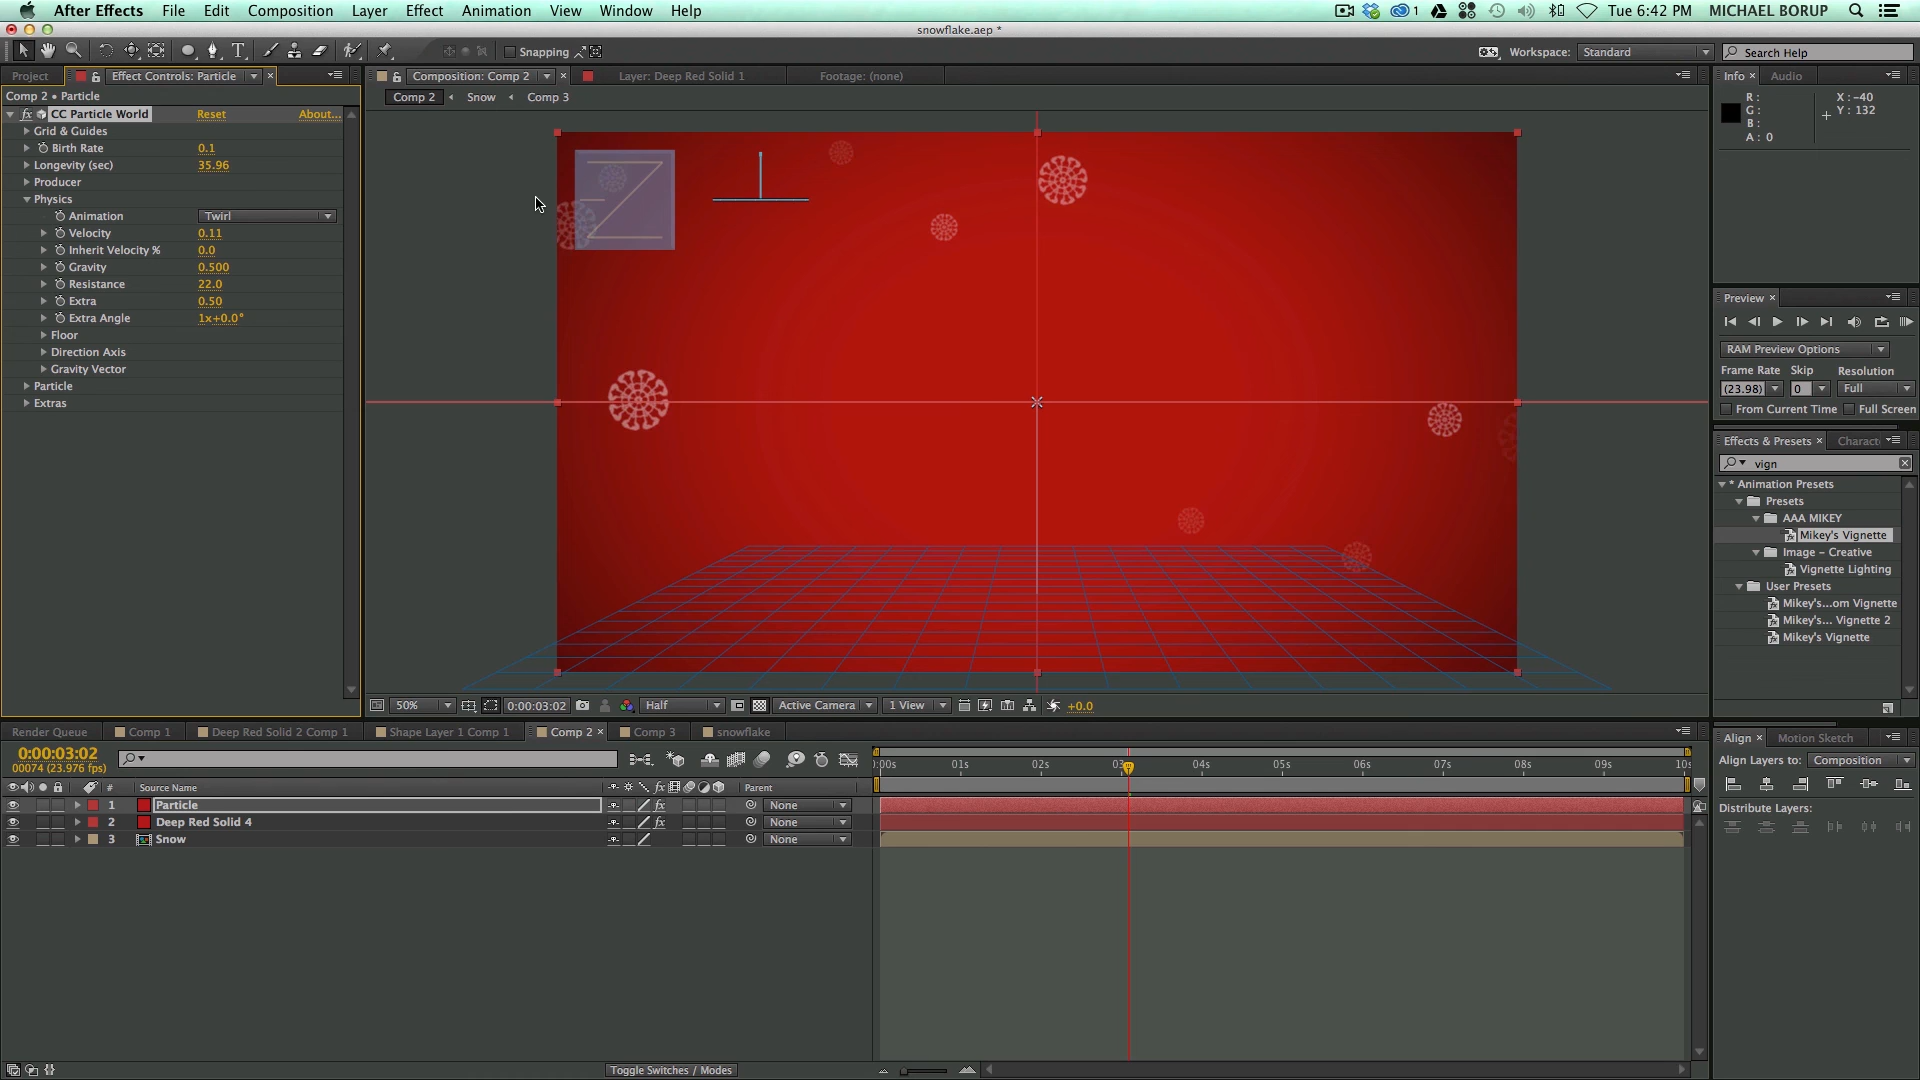 After Effects File Edit Composition Layer Effect Animation View Window Help 1 Tue 6:42 PM MICHAEL BORUP
snowflake.aep *
Snapping Workspace: Standard Search Help
Project Effect Controls: Particle Composition: Comp 2 Layer: Deep Red Solid 1 Footage: (none) Info Audio
Comp 2 • Particle
Comp 2 Snow Comp 3
R: X: -40
G: Y: 132
B:
A: 0
fx CC Particle World Reset About...
Grid & Guides
Birth Rate 0.1
Longevity (sec) 35.96
Producer
Physics
Animation Twirl
Velocity 0.11
Inherit Velocity % 0.0
Gravity 0.500
Resistance 22.0
Extra 0.50
Extra Angle 1x+0.0°
Floor
Direction Axis
Gravity Vector
Particle
Extras
Preview
RAM Preview Options
Frame Rate Skip Resolution
(23.98) 0 Full
From Current Time Full Screen
Effects & Presets Charact
vign
* Animation Presets
Presets
AAA MIKEY
Mikey's Vignette
Image - Creative
Vignette Lighting
User Presets
Mikey's...om Vignette
Mikey's... Vignette 2
Mikey's Vignette
50% 0:00:03:02 Half Active Camera 1 View +0.0
Render Queue Comp 1 Deep Red Solid 2 Comp 1 Shape Layer 1 Comp 1 Comp 2 Comp 3 snowflake
0:00:03:02
00074 (23.976 fps)
:00s 01s 02s 03 04s 05s 06s 07s 08s 09s 10s
# Source Name fx Parent
1 Particle fx None
2 Deep Red Solid 4 fx None
3 Snow None
Toggle Switches / Modes
Align Motion Sketch
Align Layers to: Composition
Distribute Layers: